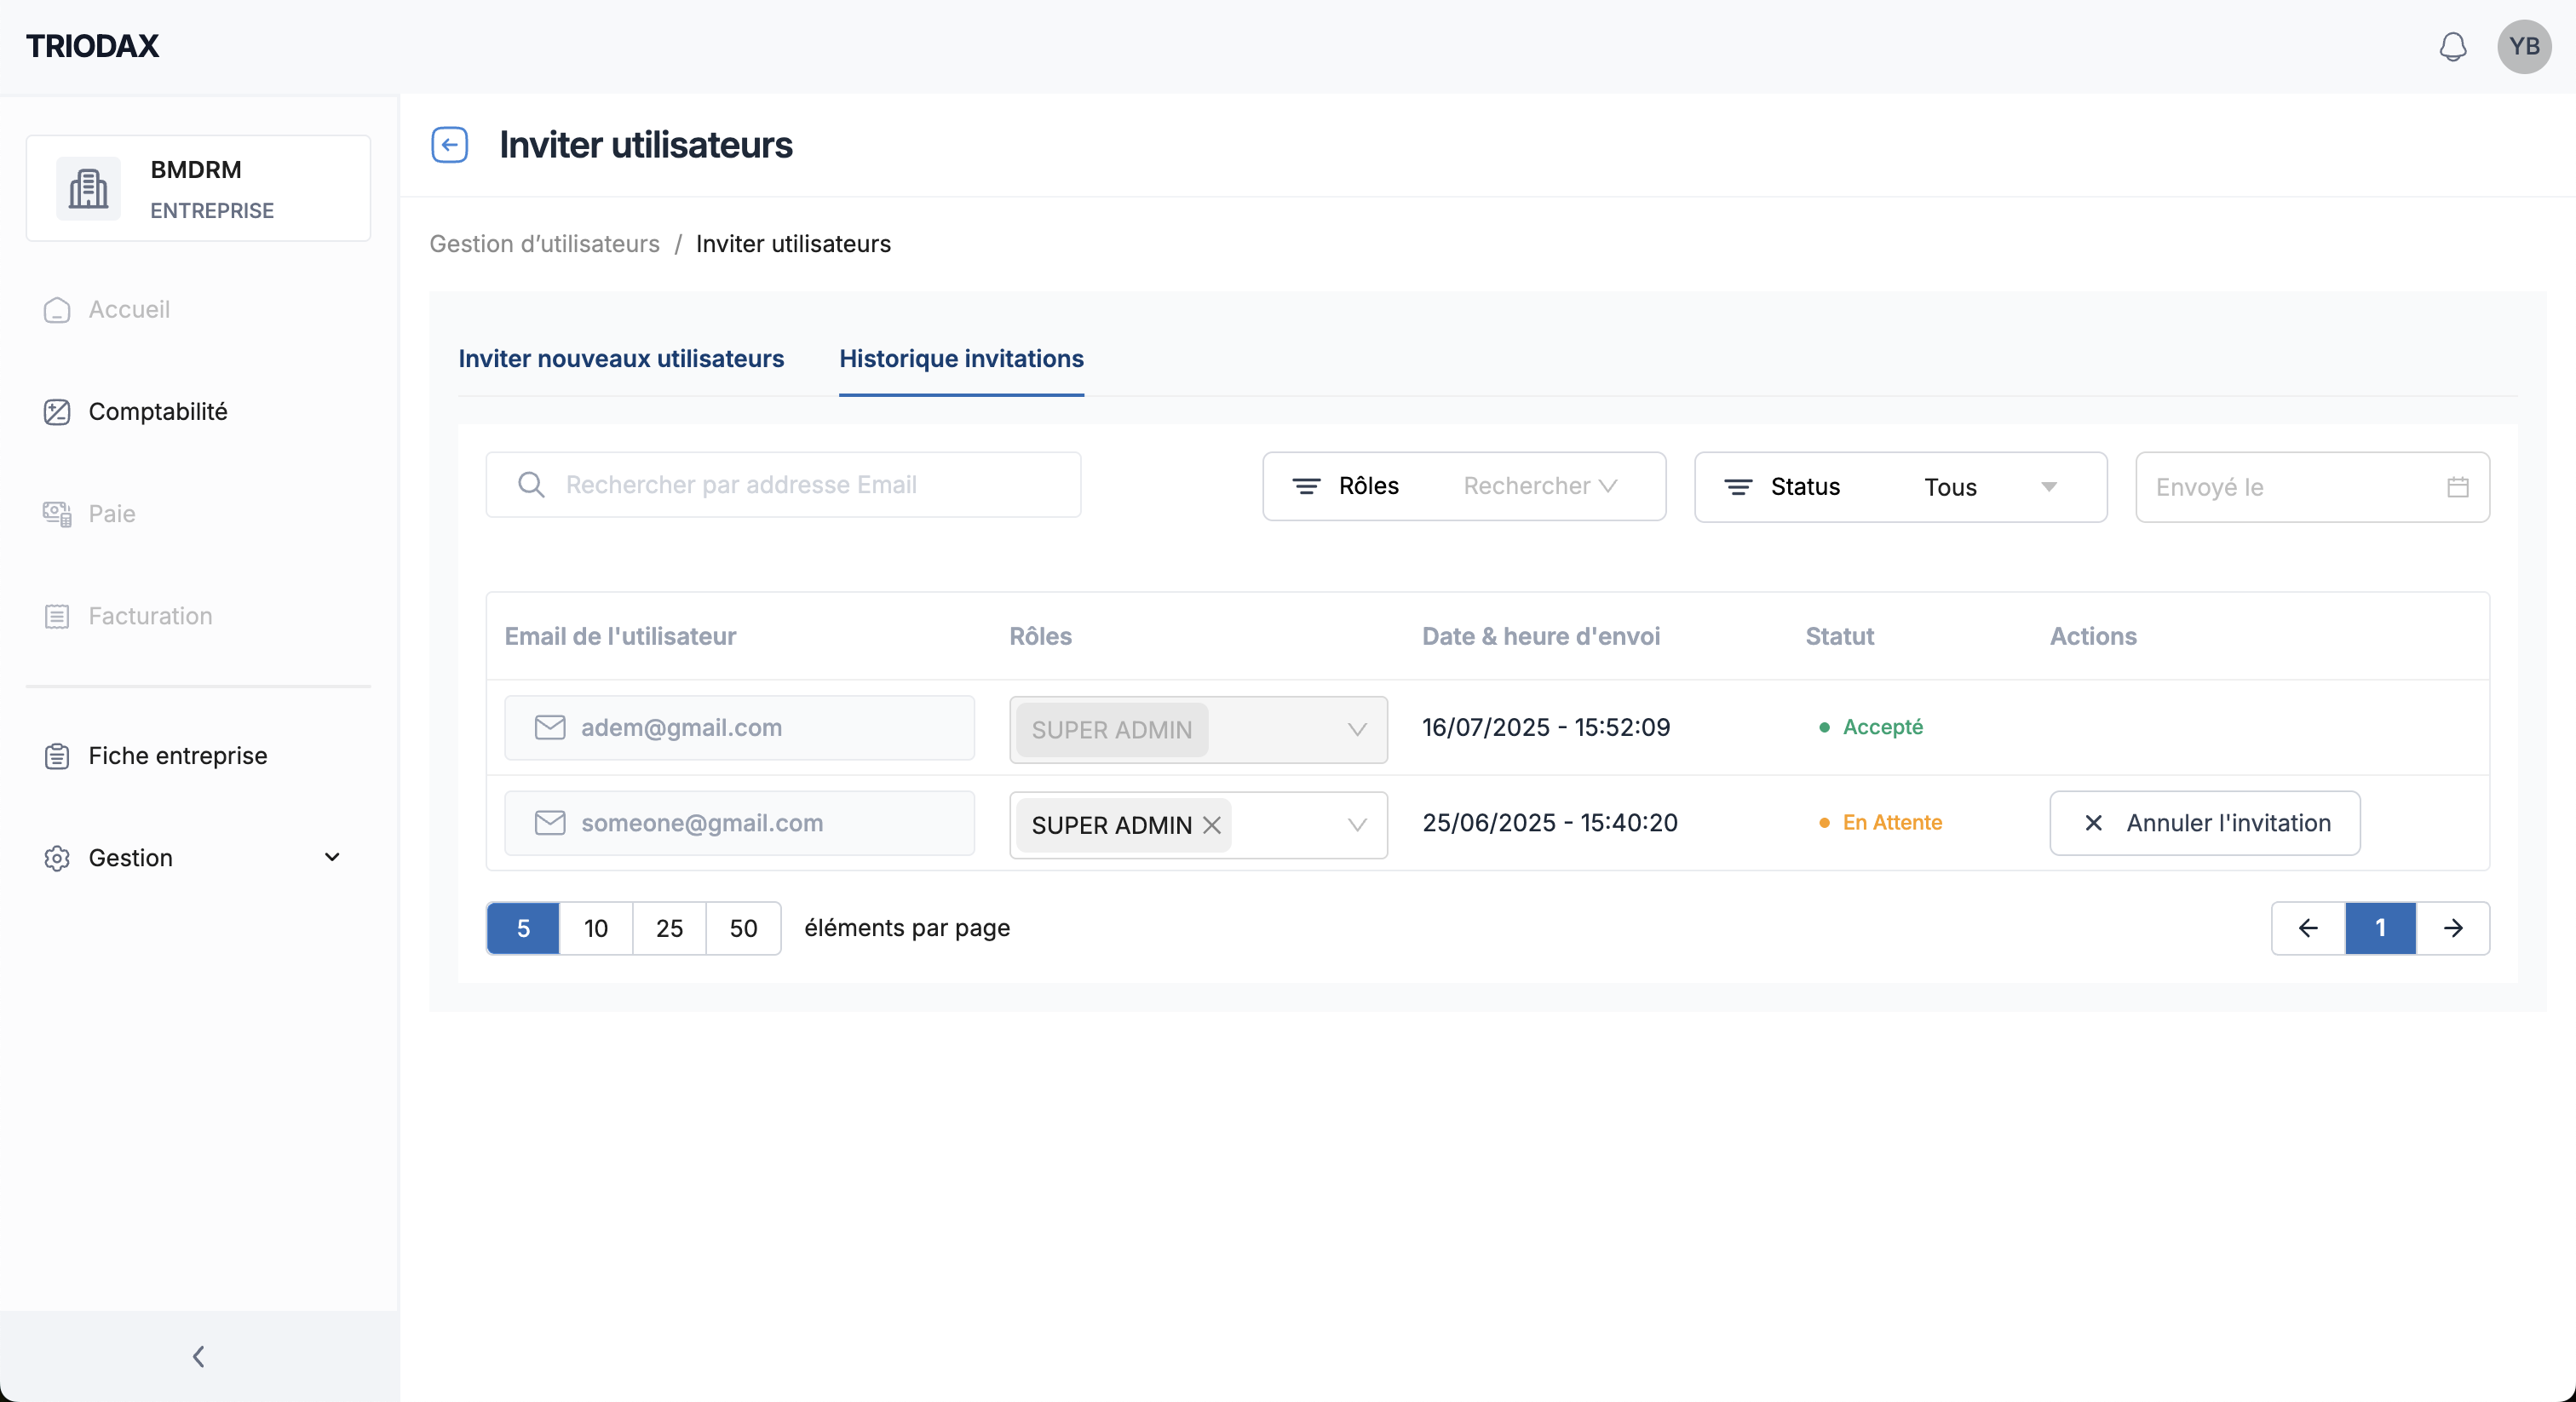 TRIODAX
YB
BMDRM
ENTREPRISE
Accueil
Comptabilité
Paie
Facturation
Fiche entreprise
Gestion
Inviter utilisateurs
Gestion d’utilisateurs / Inviter utilisateurs
Inviter nouveaux utilisateurs Historique invitations
Rechercher par addresse Email Rôles Rechercher Status Tous Envoyé le
Email de l'utilisateur Rôles Date & heure d'envoi Statut Actions
adem@gmail.com SUPER ADMIN 16/07/2025 - 15:52:09 Accepté
someone@gmail.com SUPER ADMIN 25/06/2025 - 15:40:20 En Attente Annuler l'invitation
5 10 25 50 éléments par page 1